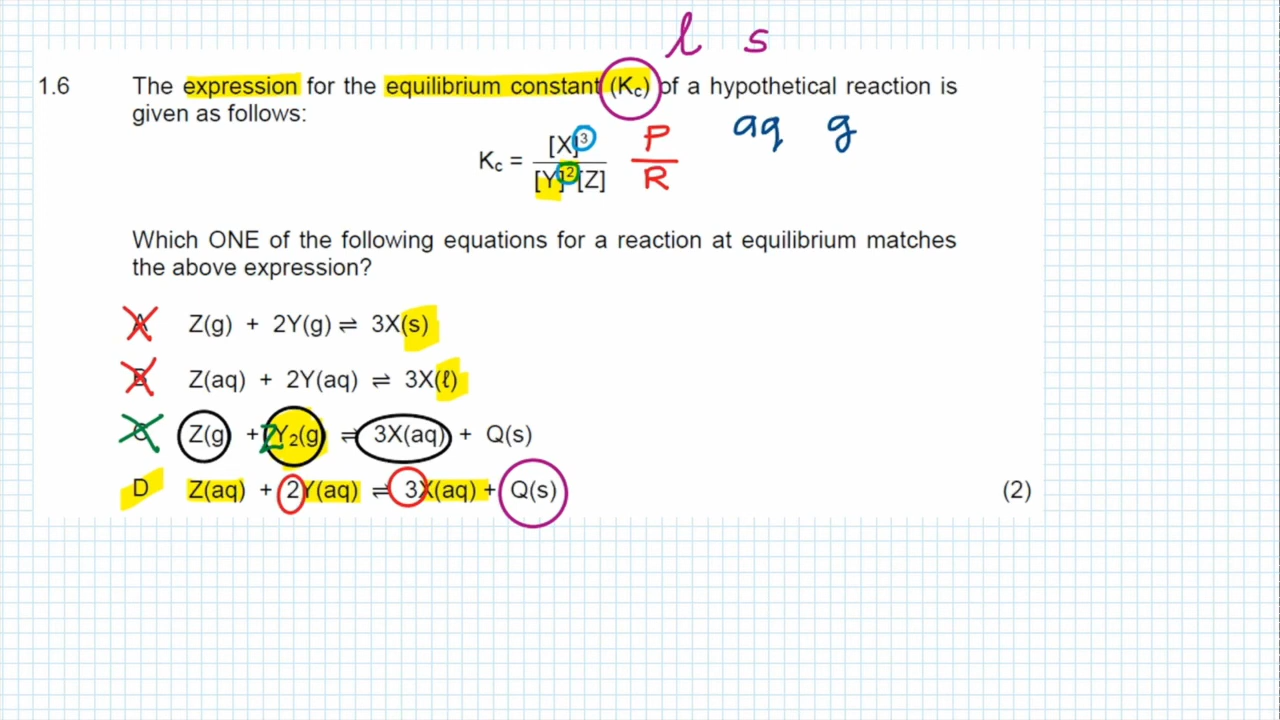 l s
1.6 The expression for the equilibrium constant (Kc) of a hypothetical reaction is
given as follows:
aq g
Kc = [X]³ / [Y]²[Z] P / R
Which ONE of the following equations for a reaction at equilibrium matches
the above expression?
A Z(g) + 2Y(g) ⇌ 3X(s)
B Z(aq) + 2Y(aq) ⇌ 3X(ℓ)
C Z(g) + 2Y₂(g) ⇌ 3X(aq) + Q(s)
D Z(aq) + 2Y(aq) ⇌ 3X(aq) + Q(s) (2)